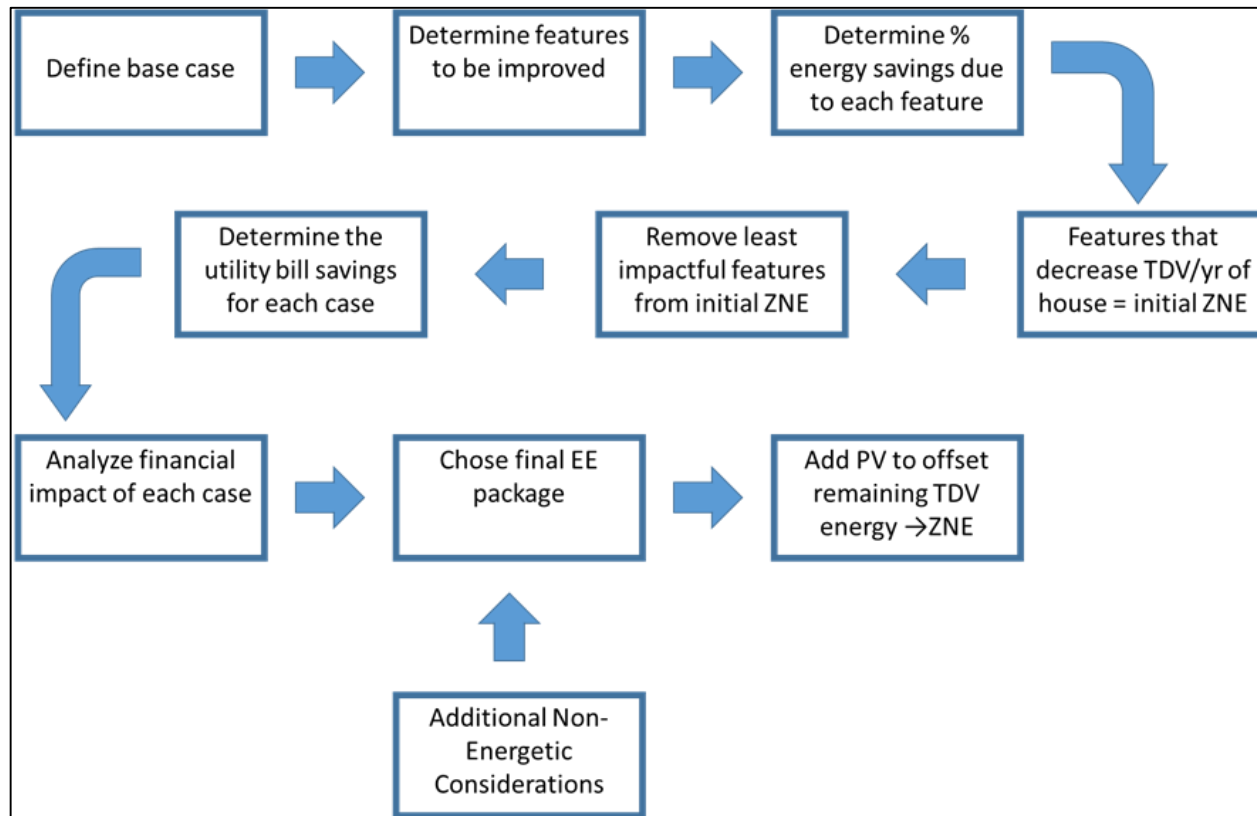 Define base case
Determine features
to be improved
Determine %
energy savings due
to each feature
Features that
decrease TDV/yr of
house = initial ZNE
Remove least
impactful features
from initial ZNE
Determine the
utility bill savings
for each case
Analyze financial
impact of each case
Chose final EE
package
Add PV to offset
remaining TDV
energy →ZNE
Additional Non-
Energetic
Considerations